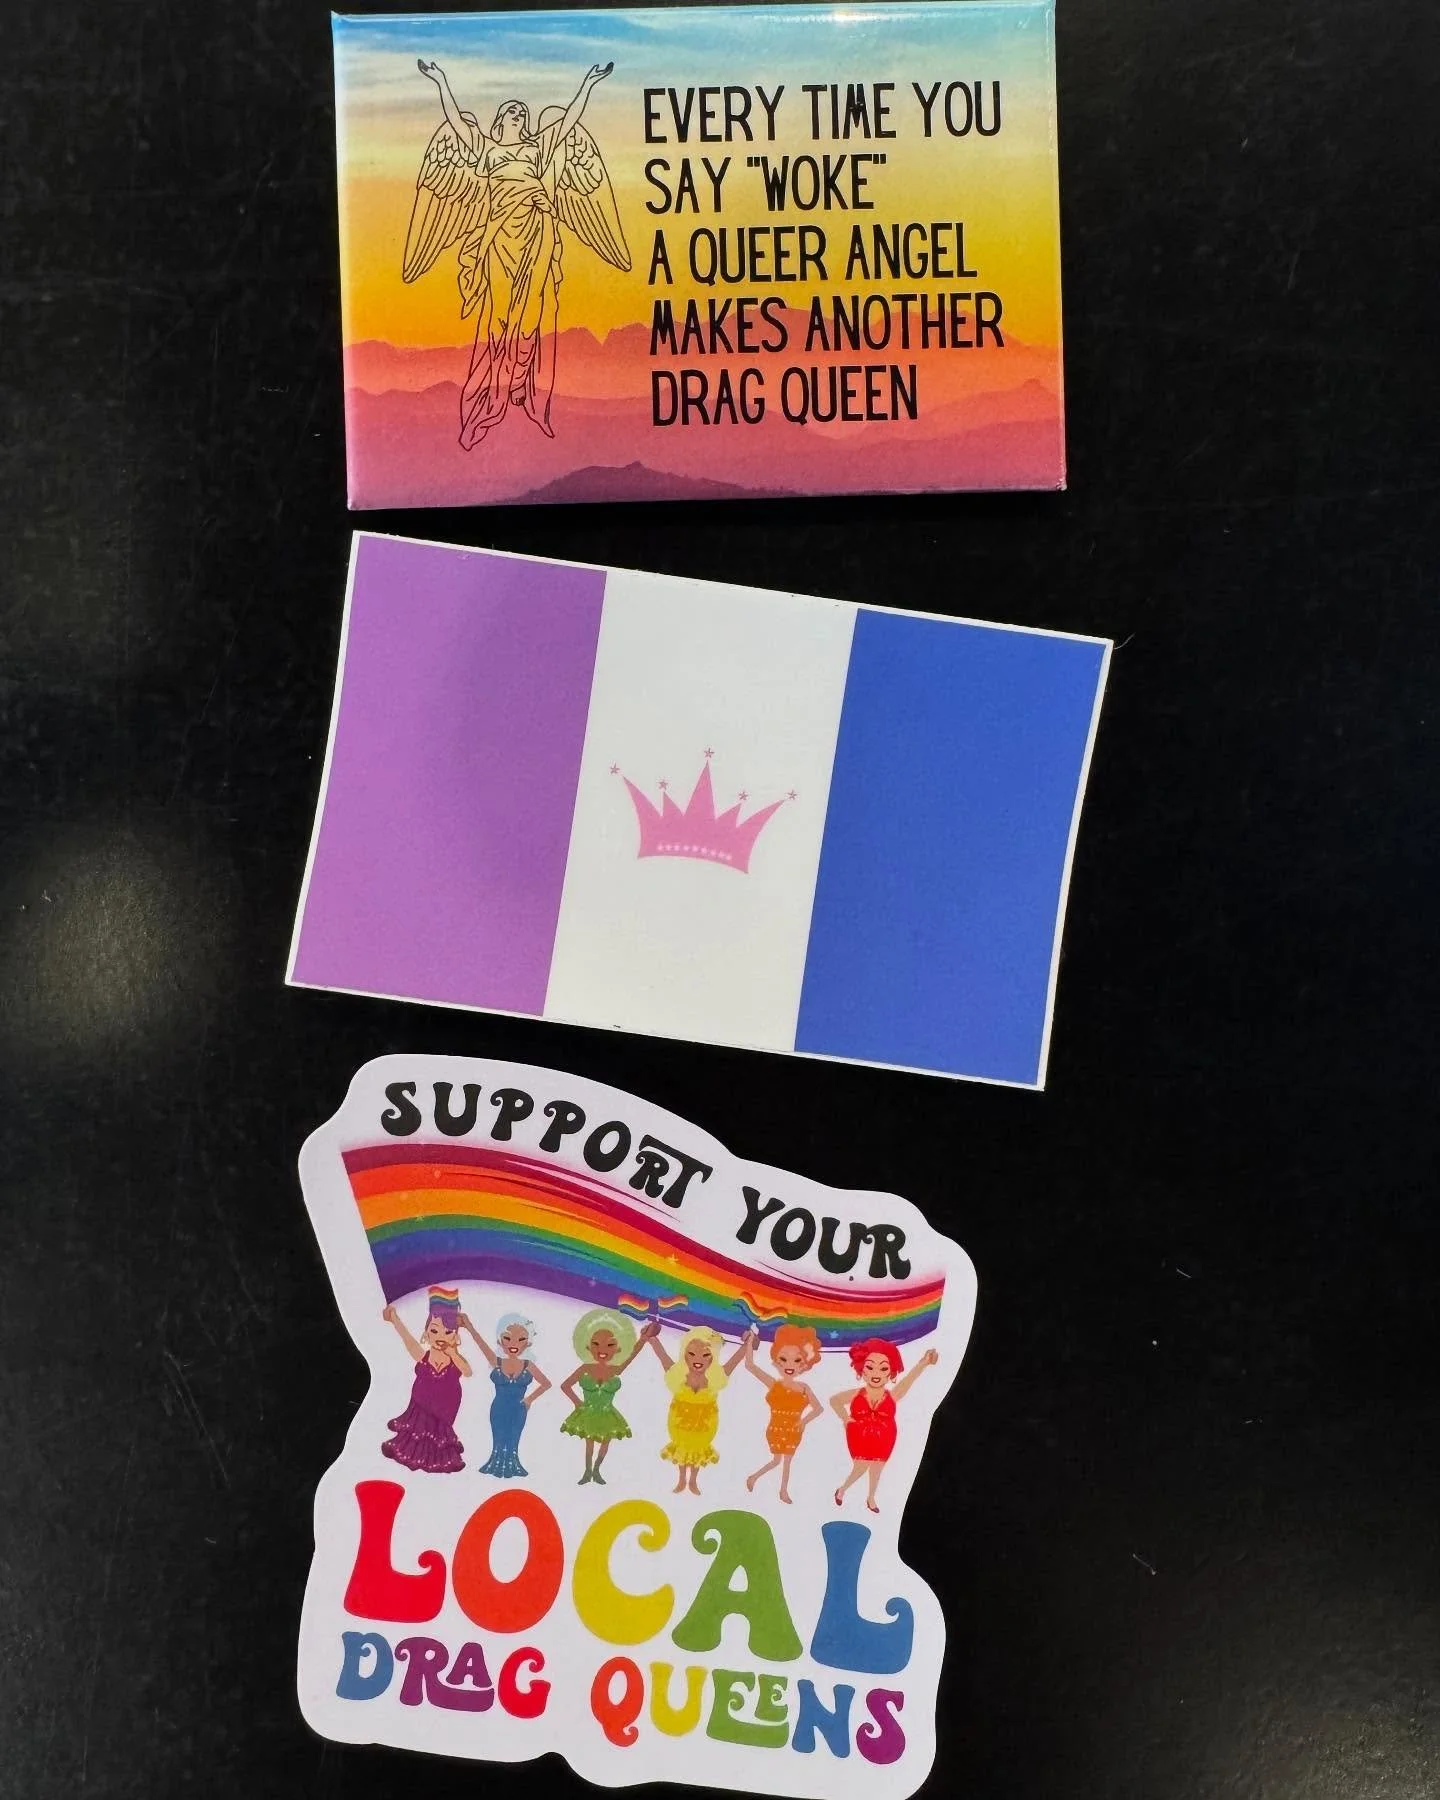 EVERY TIME YOU
SAY "WOKE"
A QUEER ANGEL
MAKES ANOTHER
DRAG QUEEN
SUPPORT YOUR
LOCAL
DRAG QUEENS